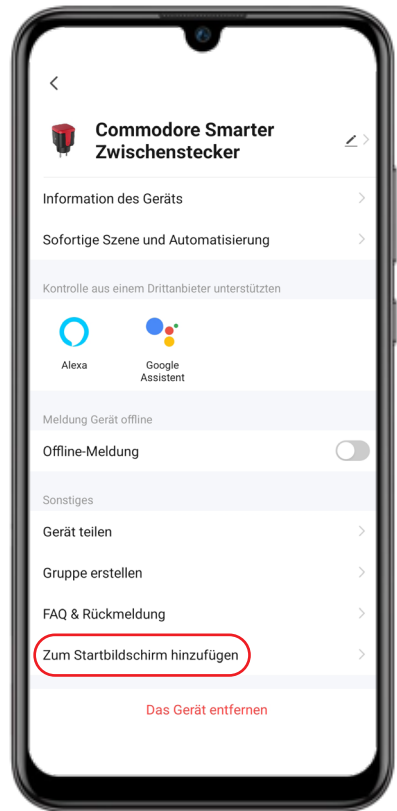 Commodore Smarter
Zwischenstecker
Information des Geräts
Sofortige Szene und Automatisierung
Kontrolle aus einem Drittanbieter unterstützten
Alexa
Google
Assistent
Meldung Gerät offline
Offline-Meldung
Sonstiges
Gerät teilen
Gruppe erstellen
FAQ & Rückmeldung
Zum Startbildschirm hinzufügen
Das Gerät entfernen